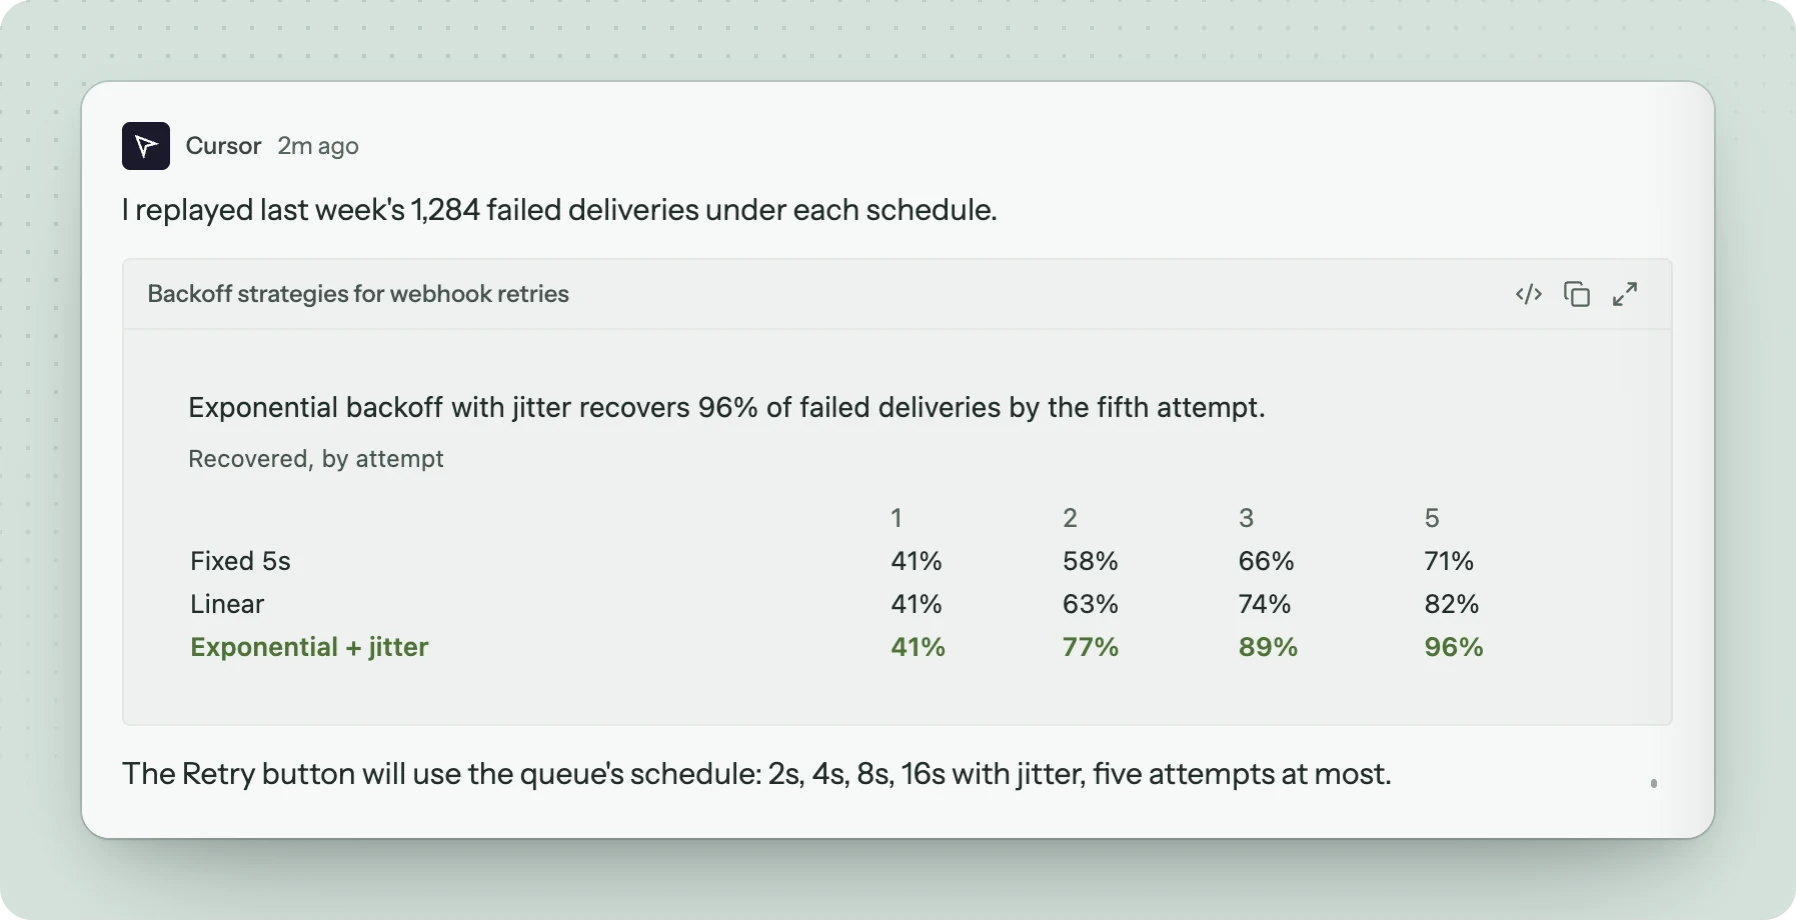 Cursor 2m ago
I replayed last week's 1,284 failed deliveries under each schedule.
Backoff strategies for webhook retries
Exponential backoff with jitter recovers 96% of failed deliveries by the fifth attempt.
Recovered, by attempt
1 2 3 5
Fixed 5s 41% 58% 66% 71%
Linear 41% 63% 74% 82%
Exponential + jitter 41% 77% 89% 96%
The Retry button will use the queue's schedule: 2s, 4s, 8s, 16s with jitter, five attempts at most.